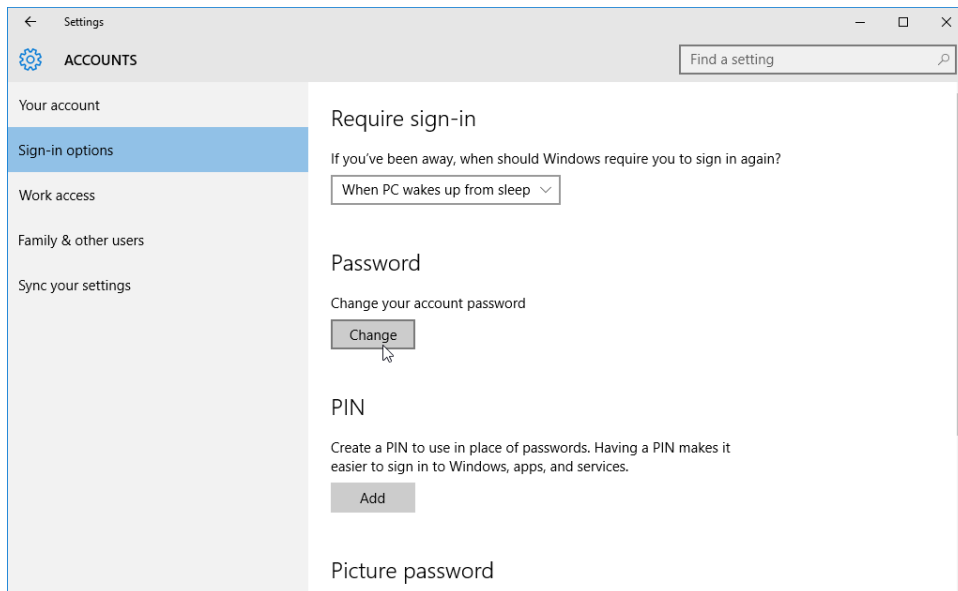 Settings
ACCOUNTS
Find a setting
Your account
Sign-in options
Work access
Family & other users
Sync your settings
Require sign-in
If you've been away, when should Windows require you to sign in again?
When PC wakes up from sleep
Password
Change your account password
Change
PIN
Create a PIN to use in place of passwords. Having a PIN makes it
easier to sign in to Windows, apps, and services.
Add
Picture password